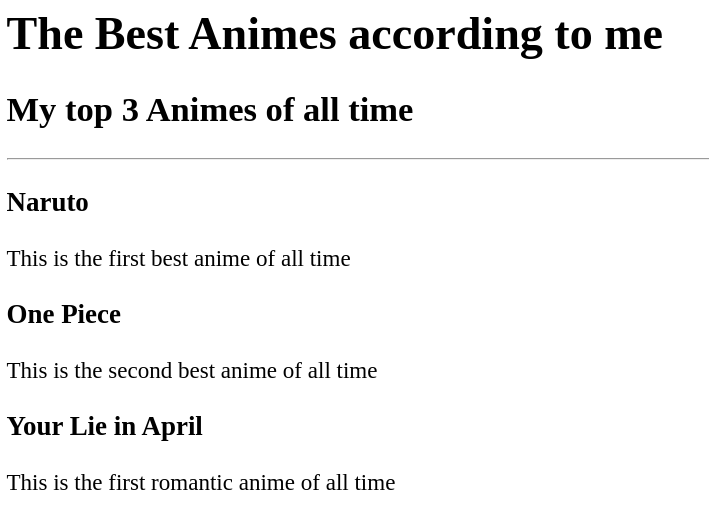 The Best Animes according to me
My top 3 Animes of all time
Naruto
This is the first best anime of all time
One Piece
This is the second best anime of all time
Your Lie in April
This is the first romantic anime of all time